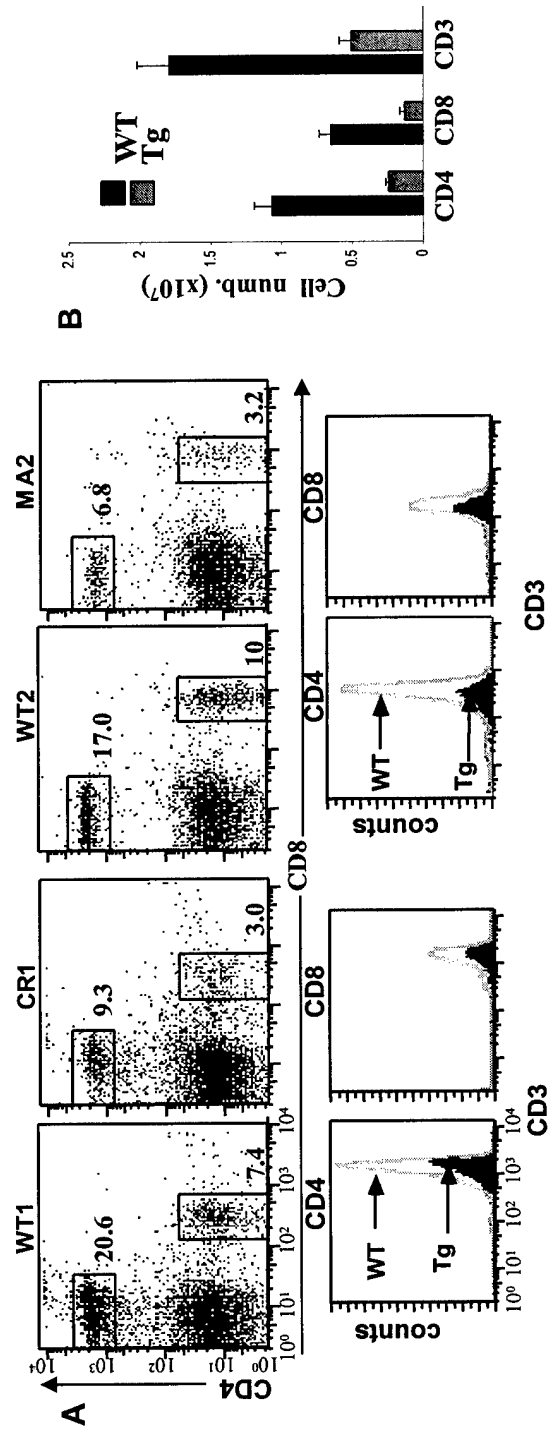 A
WT1
CR1
WT2
MA2
20.6
9.3
17.0
6.8
7.4
3.0
10
3.2
CD4
10⁴
10³
10²
10¹
10⁰
10⁰ 10¹ 10² 10³ 10⁴
CD8
CD4
CD8
CD4
CD8
counts
WT
Tg
counts
WT
Tg
10⁰ 10¹ 10² 10³ 10⁴
CD3
CD3
B
WT
Tg
Cell numb. (x10⁷)
2.5
2
1.5
1
0.5
0
CD4
CD8
CD3